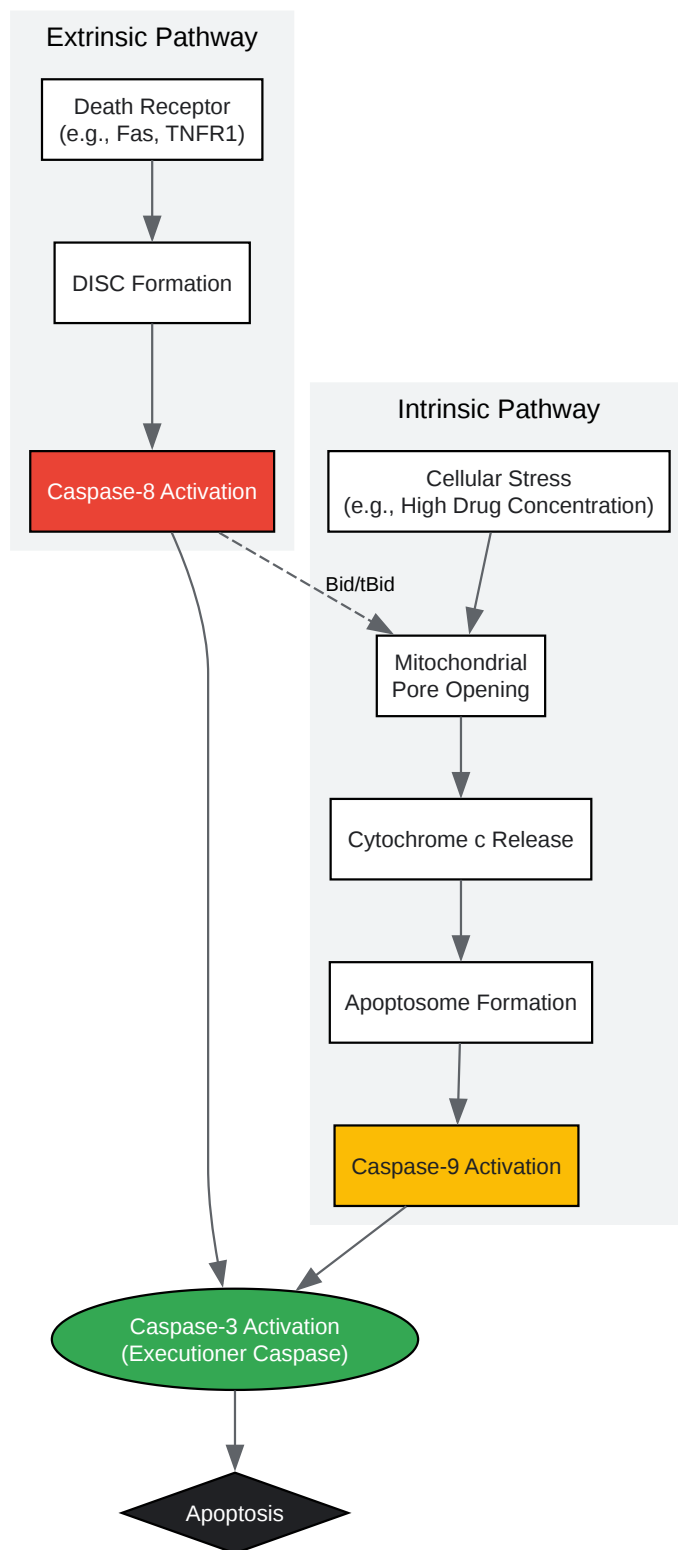 Extrinsic Pathway
Death Receptor
(e.g., Fas, TNFR1)
DISC Formation
Caspase-8 Activation
Intrinsic Pathway
Cellular Stress
(e.g., High Drug Concentration)
Bid/tBid
Mitochondrial
Pore Opening
Cytochrome c Release
Apoptosome Formation
Caspase-9 Activation
Caspase-3 Activation
(Executioner Caspase)
Apoptosis